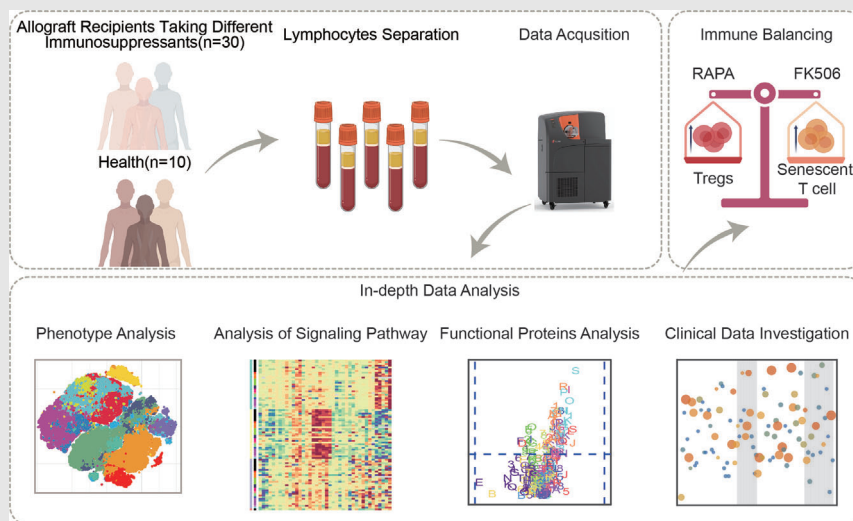 Allograft Recipients Taking Different
Immunosuppressants(n=30)
Health(n=10)
Lymphocytes Separation
Data Acqusition
Immune Balancing
RAPA
FK506
Tregs
Senescent
T cell
In-depth Data Analysis
Phenotype Analysis
Analysis of Signaling Pathway
Functional Proteins Analysis
Clinical Data Investigation